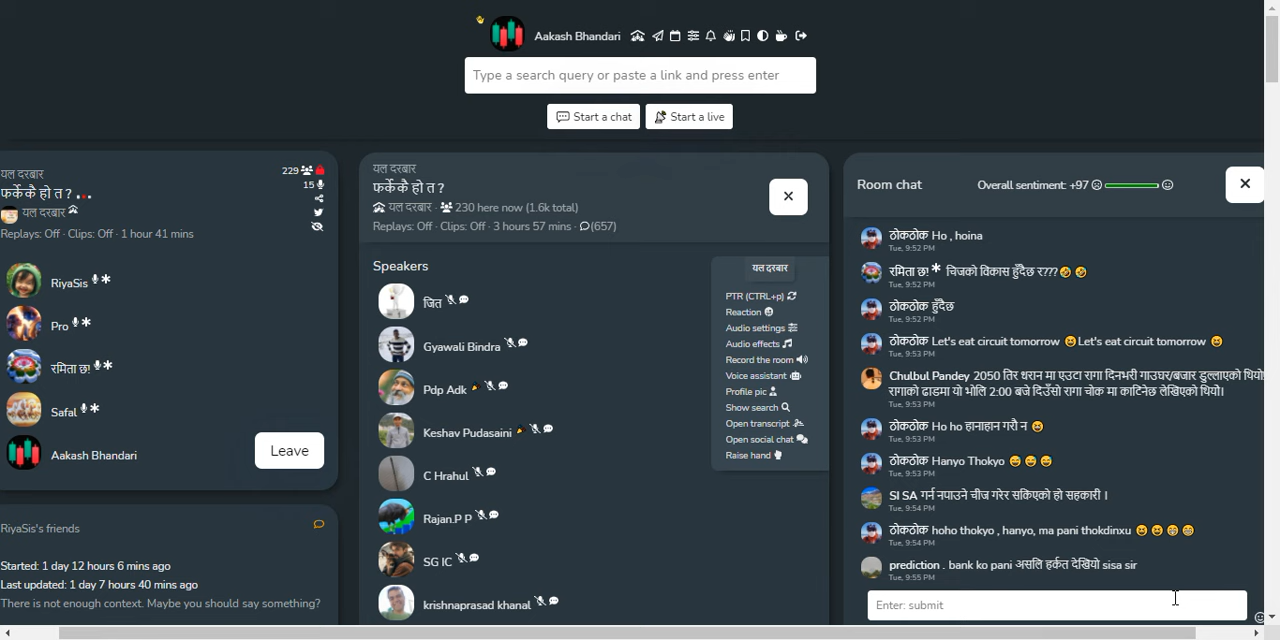 Aakash Bhandari
Type a search query or paste a link and press enter
Start a chat
Start a live
यल दरबार
फर्केकै हो त ? ...
यल दरबार
Replays: Off · Clips: Off · 1 hour 41 mins
229
15
RiyaSis
Pro
रमिता छ!
Safal
Aakash Bhandari
Leave
RiyaSis's friends
Started: 1 day 12 hours 6 mins ago
Last updated: 1 day 7 hours 40 mins ago
There is not enough context. Maybe you should say something?
यल दरबार
फर्केकै हो त ?
यल दरबार · 230 here now (1.6k total)
Replays: Off · Clips: Off · 3 hours 57 mins · (657)
Speakers
जित
Gyawali Bindra
Pdp Adk
Keshav Pudasaini
C Hrahul
Rajan.P P
SG IC
krishnaprasad khanal
यल दरबार
PTR (CTRL+p)
Reaction
Audio settings
Audio effects
Record the room
Voice assistant
Profile pic
Show search
Open transcript
Open social chat
Raise hand
Room chat
Overall sentiment: +97
ठोकठोक Ho , hoina
Tue, 9:52 PM
रमिता छ! * चिजको विकास हुँदैछ र??? 🤣 🤣
Tue, 9:52 PM
ठोकठोक हुँदैछ
Tue, 9:52 PM
ठोकठोक Let's eat circuit tomorrow 😆Let's eat circuit tomorrow 😆
Tue, 9:53 PM
Chulbul Pandey 2050 तिर धरान मा एउटा रागा दिनभरी गाउघर/बजार डुल्लाएको थियो
रागाको ढाडमा यो भोलि 2:00 बजे दिउँसो रागा चोक मा काटिनेछ लेखिएको थियो।
Tue, 9:53 PM
ठोकठोक Ho ho हानाहान गरौ न 😆
Tue, 9:53 PM
ठोकठोक Hanyo Thokyo 😅 😅 😅
Tue, 9:53 PM
SI SA गर्न नपाउने चीज गरेर सकिएको हो सहकारी ।
Tue, 9:54 PM
ठोकठोक hoho thokyo , hanyo, ma pani thokdinxu 😆 😆 😁 😁
Tue, 9:54 PM
prediction . bank ko pani असलि हर्कत देखियो sisa sir
Tue, 9:55 PM
Enter: submit